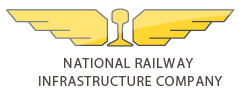 NATIONAL RAILWAY
INFRASTRUCTURE COMPANY